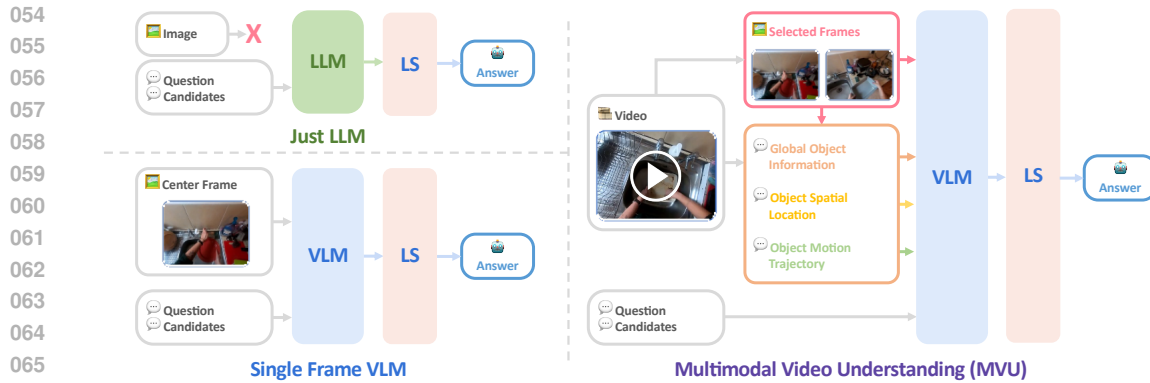 054
055
056
057
058
059
060
061
062
063
064
065
Image
X
Question
Candidates
LLM
LS
Answer
Just LLM
Center Frame
Question
Candidates
VLM
LS
Answer
Single Frame VLM
Video
Selected Frames
Global Object
Information
Object Spatial
Location
Object Motion
Trajectory
Question
Candidates
VLM
LS
Answer
Multimodal Video Understanding (MVU)